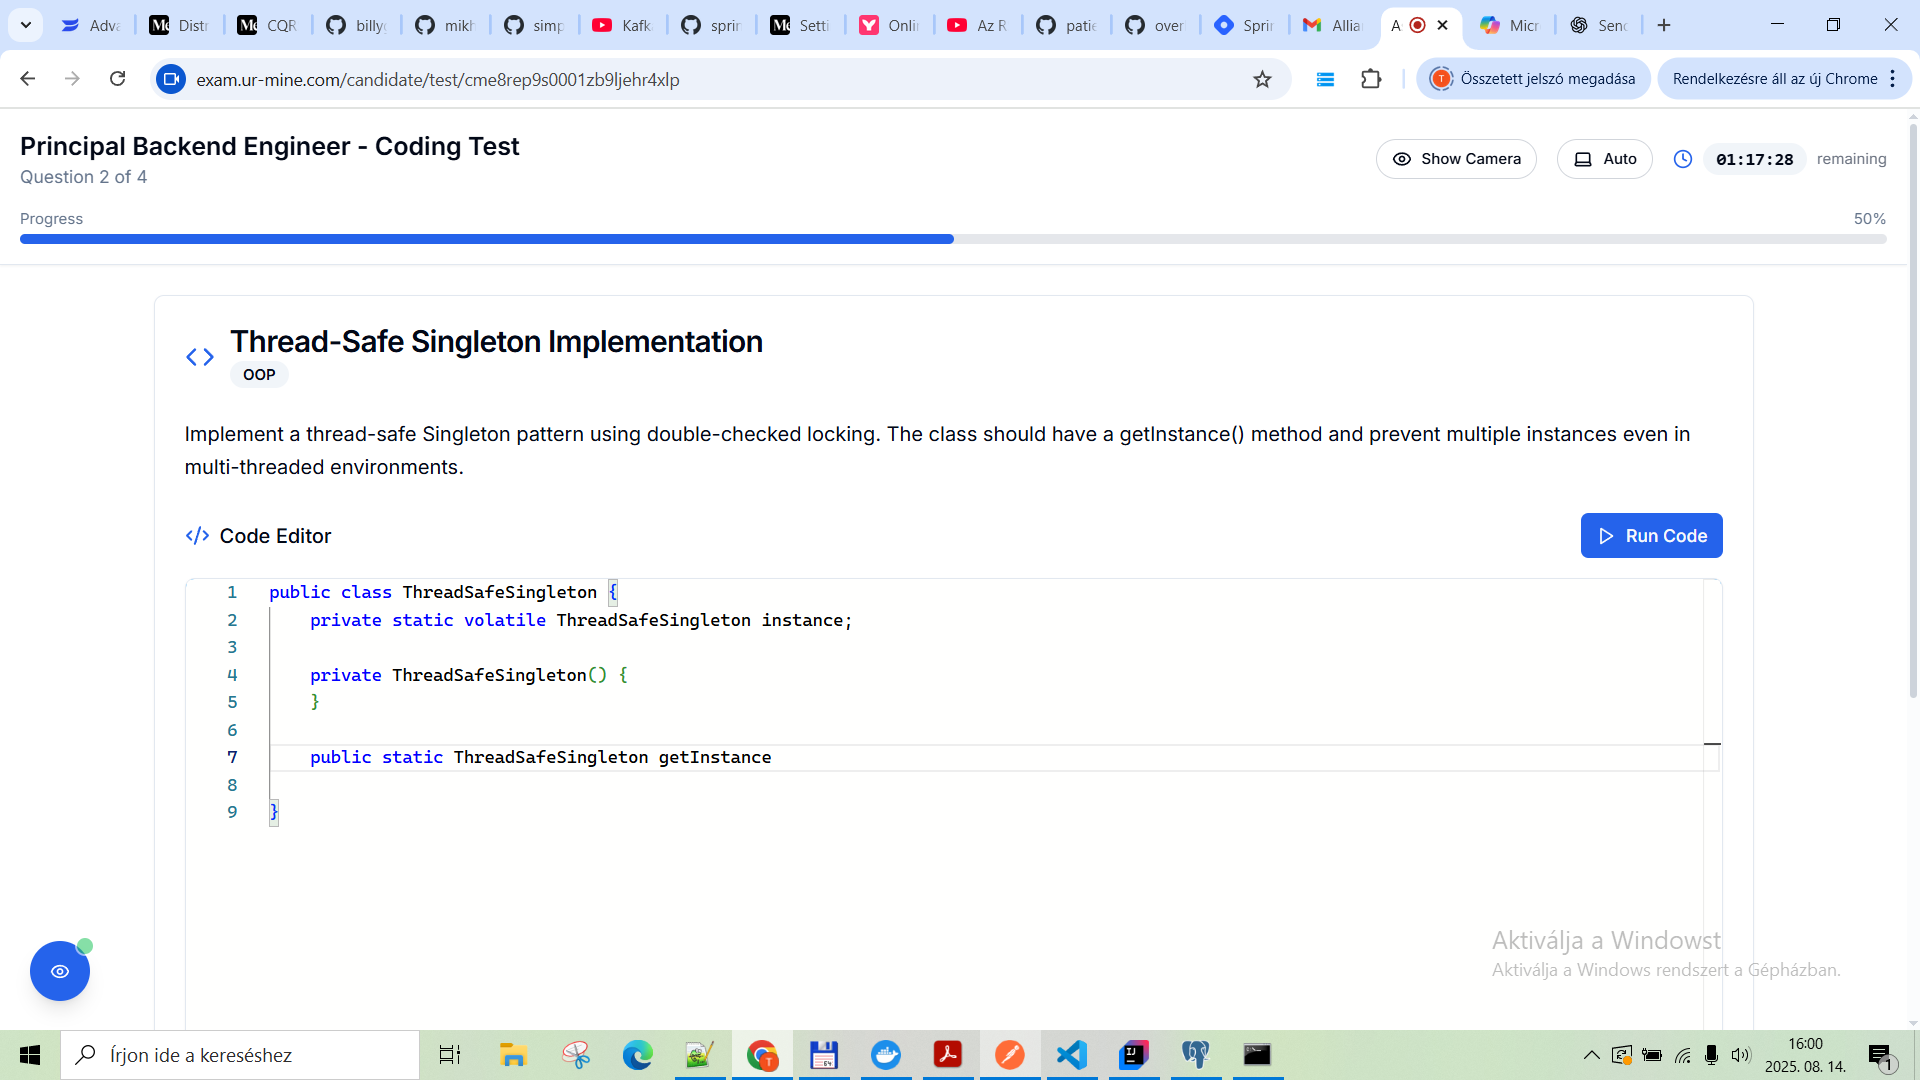 Adva
Distr
CQR
billyg
mikh
simp
Kafk
sprin
Setti
Onlin
Az R
patie
over
Sprin
Allia
A
Micr
Send
exam.ur-mine.com/candidate/test/cme8rep9s0001zb9ljehr4xlp
Összetett jelszó megadása
Rendelkezésre áll az új Chrome
Principal Backend Engineer - Coding Test
Question 2 of 4
Show Camera
Auto
01:17:28
remaining
Progress
50%
Thread-Safe Singleton Implementation
OOP
Implement a thread-safe Singleton pattern using double-checked locking. The class should have a getInstance() method and prevent multiple instances even in
multi-threaded environments.
Code Editor
Run Code
1 public class ThreadSafeSingleton {
2 private static volatile ThreadSafeSingleton instance;
3
4 private ThreadSafeSingleton() {
5 }
6
7 public static ThreadSafeSingleton getInstance
8
9 }
Aktiválja a Windowst
Aktiválja a Windows rendszert a Gépházban.
Írjon ide a kereséshez
16:00
2025. 08. 14.
1